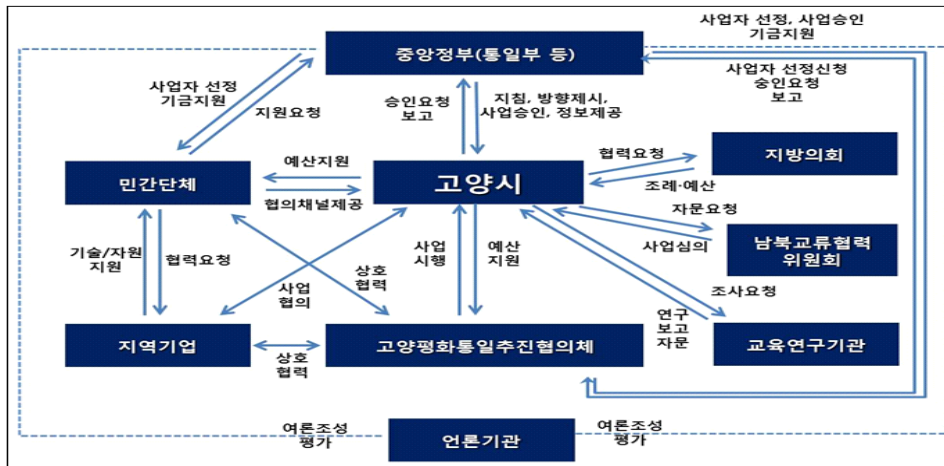 사업자 선정, 사업승인
기금지원
중앙정부(통일부 등)
사업자 선정
기금지원
지원요청
승인요청
보고
지침, 방향제시,
사업승인, 정보제공
사업자 선정신청
숭인요청
보고
민간단체
예산지원
협의채널제공
고양시
협력요청
조례·예산
지방의회
자문요청
사업심의
남북교류협력
위원회
기술/자원
지원
협력요청
사업
협의
상호
협력
사업
시행
예산
지원
조사요청
연구
보고
자문
지역기업
상호
협력
고양평화통일추진협의체
교육연구기관
여론조성
평가
언론기관
여론조성
평가